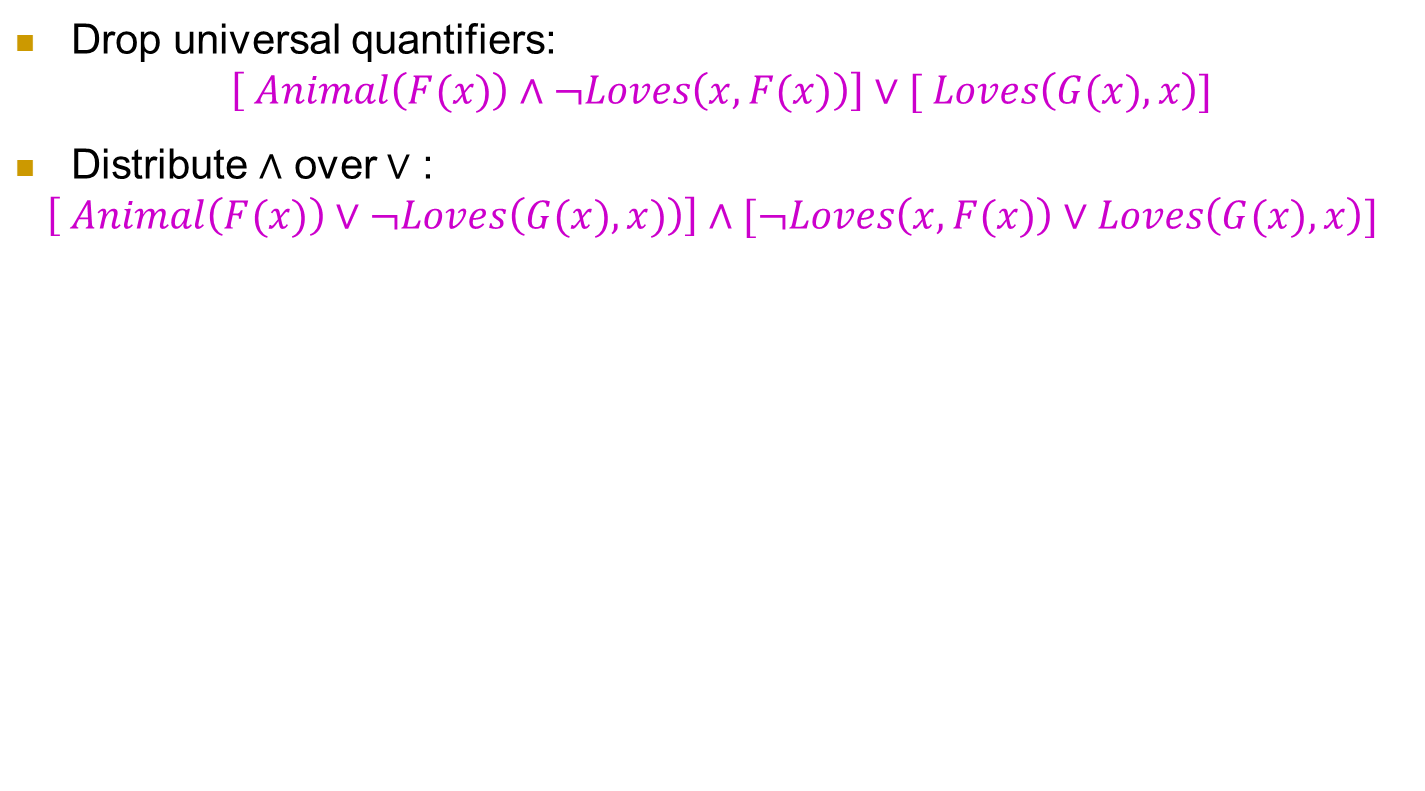 Drop universal quantifiers:
[ Animal(F(x)) ∧ ¬Loves(x, F(x))] ∨ [ Loves(G(x), x)]
Distribute ∧ over ∨ :
[ Animal(F(x)) ∨ ¬Loves(G(x), x))] ∧ [¬Loves(x, F(x)) ∨ Loves(G(x), x)]